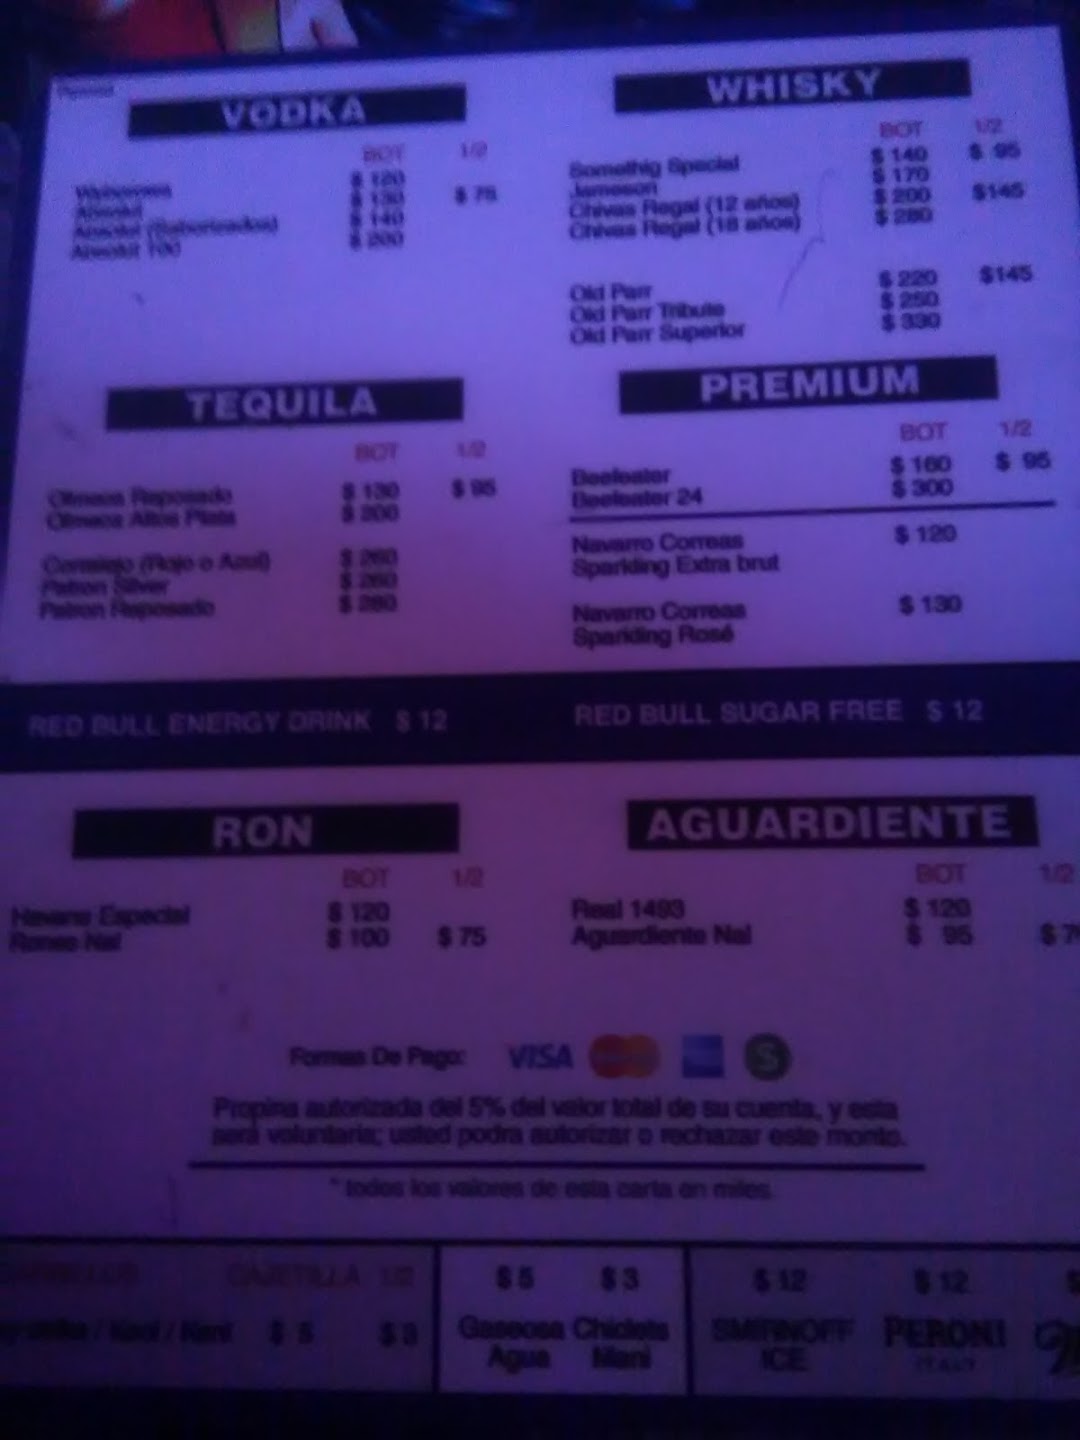 VODKA
BOT 1/2
$ 120
Absolut $ 130 $ 75
Absolut (Saborizados) $ 140
Absolut 100 $ 200
WHISKY
BOT 1/2
Somethig Special $ 140 $ 95
Jameson $ 170
Chivas Regal (12 años) $ 200 $145
Chivas Regal (18 años) $ 280
Old Parr $ 220 $145
Old Parr Tribute $ 250
Old Parr Superior $ 330
TEQUILA
BOT 1/2
Olmeca Reposado $ 130 $ 95
Olmeca Altos Plata $ 200
Corralejo (Rojo o Azul) $ 260
Patron Silver $ 260
Patron Reposado $ 280
PREMIUM
BOT 1/2
Beefeater $ 160 $ 95
Beefeater 24 $ 300
Navarro Correas $ 120
Sparkling Extra brut
Navarro Correas $ 130
Sparkling Rosé
RED BULL ENERGY DRINK $ 12
RED BULL SUGAR FREE $ 12
RON
BOT 1/2
Havana Especial $ 120
Rones Nal $ 100 $ 75
AGUARDIENTE
BOT 1/2
Real 1493 $ 120
Aguardiente Nal $ 95
Formas De Pago: VISA
Propina autorizada del 5% del valor total de su cuenta, y esta
será voluntaria; usted podra autorizar o rechazar este monto.
* todos los valores de esta carta en miles.
CAJETILLA 1/2
/ Kool / Kent $ 5 $3
$ 5 $ 3
Gaseosa Chiclets
Agua Mani
$ 12
SMIRNOFF
ICE
$ 12
PERONI
ITALY